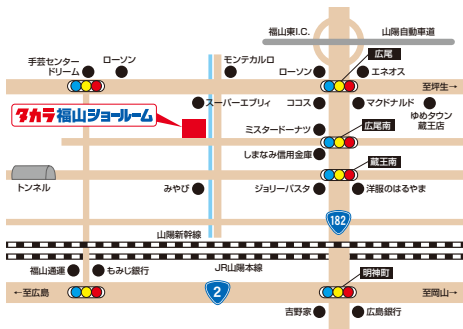 福山東I.C.
山陽自動車道
広尾
手芸センター
ドリーム
ローソン
モンテカルロ
ローソン
エネオス
至坪生→
スーパーエブリィ
ココス
マクドナルド
ゆめタウン
蔵王店
タカラ福山ショールーム
ミスタードーナツ
広尾南
しまなみ信用金庫
蔵王南
トンネル
みやび
ジョリーパスタ
洋服のはるやま
182
山陽新幹線
福山通運
もみじ銀行
JR山陽本線
明神町
←至広島
2
至岡山→
吉野家
広島銀行